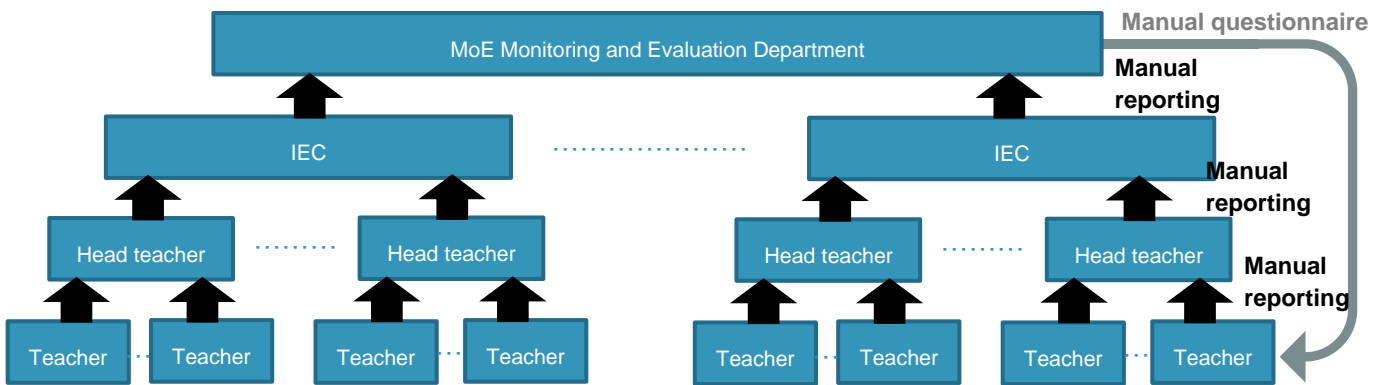 Manual questionnaire
MoE Monitoring and Evaluation Department
Manual
reporting
IEC
IEC
Manual
reporting
Head teacher
Head teacher
Head teacher
Head teacher
Manual
reporting
Teacher
Teacher
Teacher
Teacher
Teacher
Teacher
Teacher
Teacher